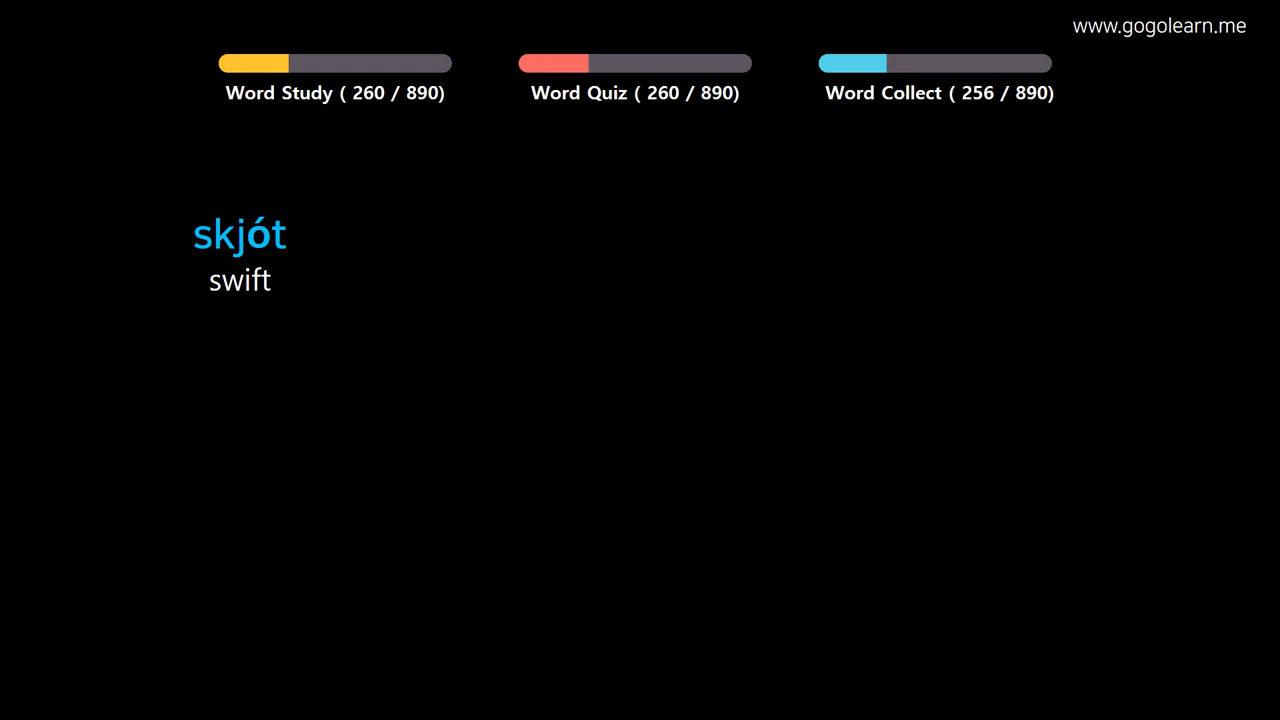 www.gogolearn.me
Word Study ( 260 / 890)
Word Quiz ( 260 / 890)
Word Collect ( 256 / 890)
skjót
swift